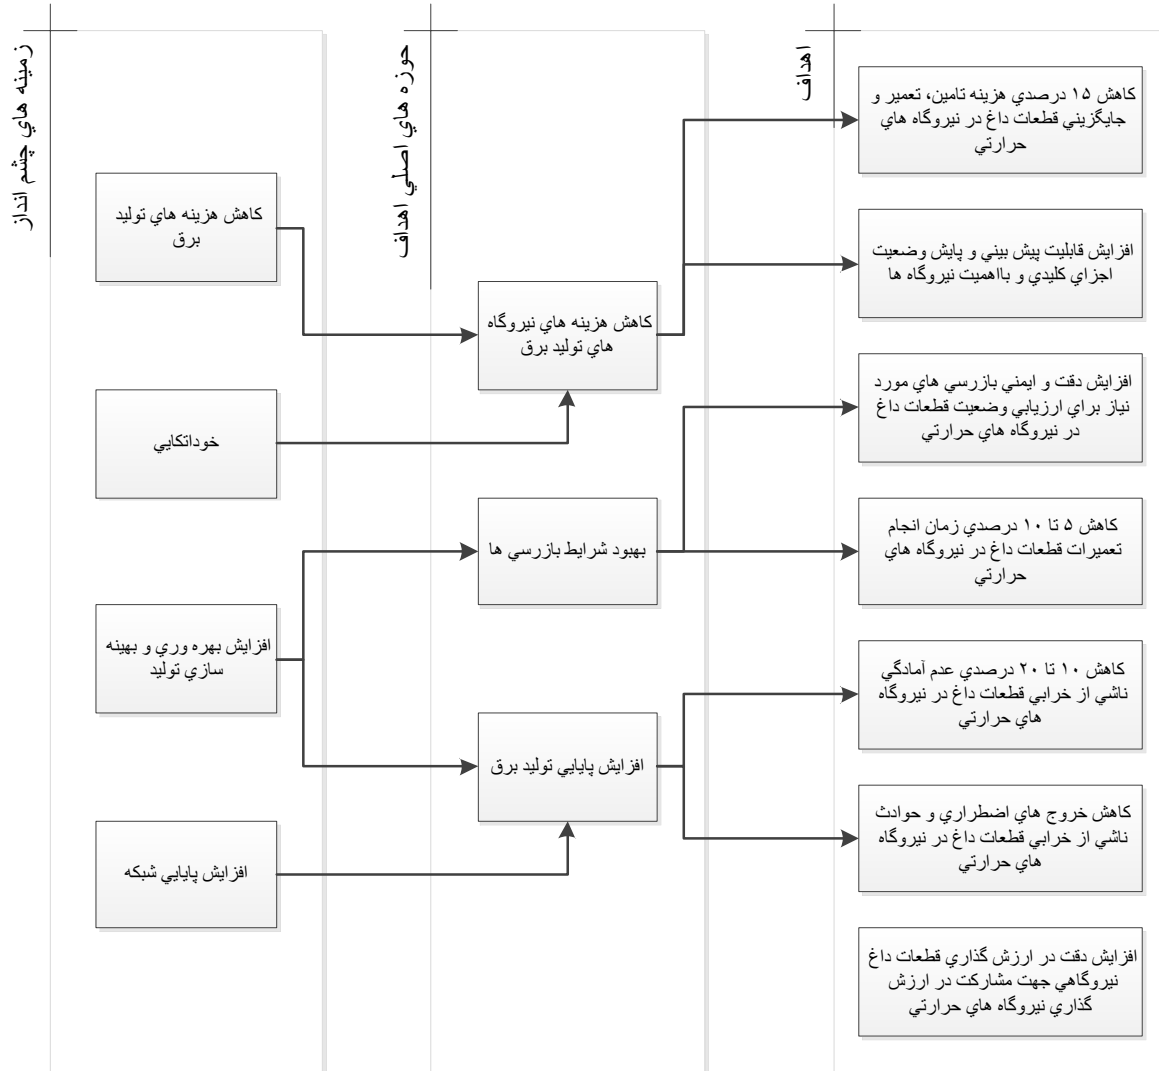 زمينه هاي چشم انداز
كاهش هزينه هاي توليد
برق
خوداتكايي
افزايش بهره وري و بهينه
سازي توليد
افزايش پايايي شبكه
حوزه هاي اصلي اهداف
كاهش هزينه هاي نيروگاه
هاي توليد برق
بهبود شرايط بازرسي ها
افزايش پايايي توليد برق
اهداف
كاهش ۱۵ درصدي هزينه تامين، تعمير و
جايگزيني قطعات داغ در نيروگاه هاي
حرارتي
افزايش قابليت پيش بيني و پايش وضعيت
اجزاي كليدي و بااهميت نيروگاه ها
افزايش دقت و ايمني بازرسي هاي مورد
نياز براي ارزيابي وضعيت قطعات داغ
در نيروگاه هاي حرارتي
كاهش ۵ تا ۱۰ درصدي زمان انجام
تعميرات قطعات داغ در نيروگاه هاي
حرارتي
كاهش ۱۰ تا ۲۰ درصدي عدم آمادگي
ناشي از خرابي قطعات داغ در نيروگاه
هاي حرارتي
كاهش خروج هاي اضطراري و حوادث
ناشي از خرابي قطعات داغ در نيروگاه
هاي حرارتي
افزايش دقت در ارزش گذاري قطعات داغ
نيروگاهي جهت مشاركت در ارزش
گذاري نيروگاه هاي حرارتي